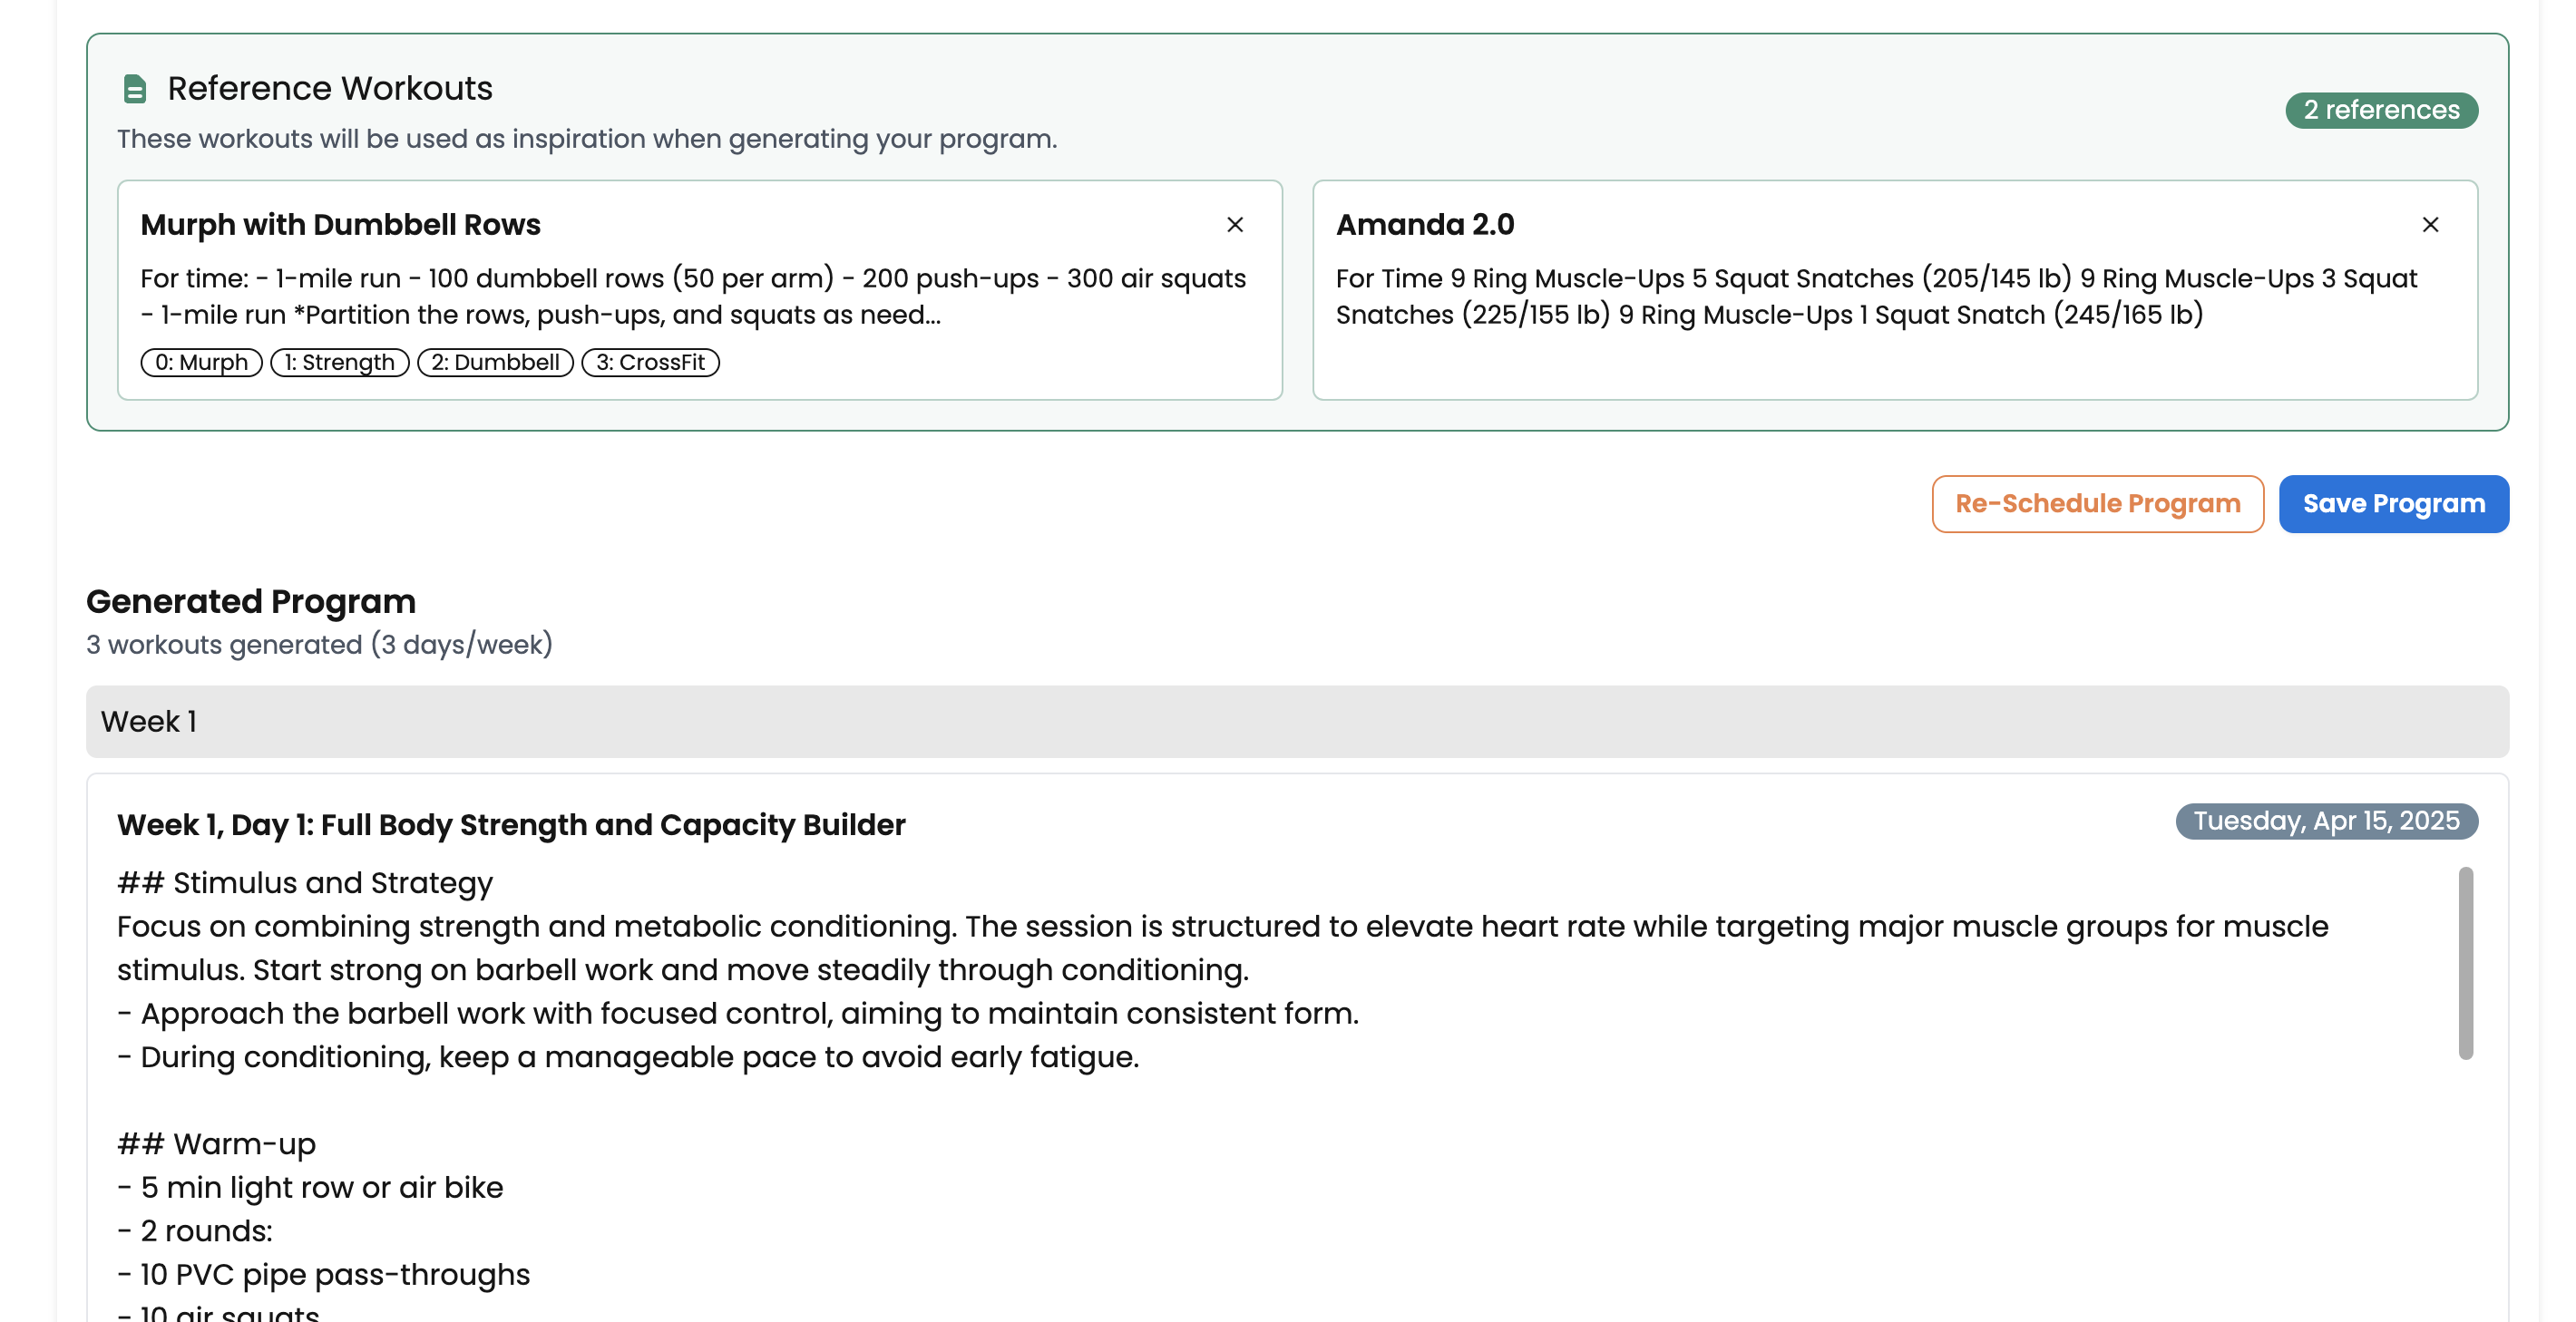 Reference Workouts
These workouts will be used as inspiration when generating your program.
2 references
Murph with Dumbbell Rows
For time: - 1-mile run - 100 dumbbell rows (50 per arm) - 200 push-ups - 300 air squats
- 1-mile run *Partition the rows, push-ups, and squats as need...
0: Murph 1: Strength 2: Dumbbell 3: CrossFit
Amanda 2.0
For Time 9 Ring Muscle-Ups 5 Squat Snatches (205/145 lb) 9 Ring Muscle-Ups 3 Squat
Snatches (225/155 lb) 9 Ring Muscle-Ups 1 Squat Snatch (245/165 lb)
Re-Schedule Program
Save Program
Generated Program
3 workouts generated (3 days/week)
Week 1
Week 1, Day 1: Full Body Strength and Capacity Builder
Tuesday, Apr 15, 2025
## Stimulus and Strategy
Focus on combining strength and metabolic conditioning. The session is structured to elevate heart rate while targeting major muscle groups for muscle
stimulus. Start strong on barbell work and move steadily through conditioning.
- Approach the barbell work with focused control, aiming to maintain consistent form.
- During conditioning, keep a manageable pace to avoid early fatigue.
## Warm-up
- 5 min light row or air bike
- 2 rounds:
- 10 PVC pipe pass-throughs
- 10 air squats